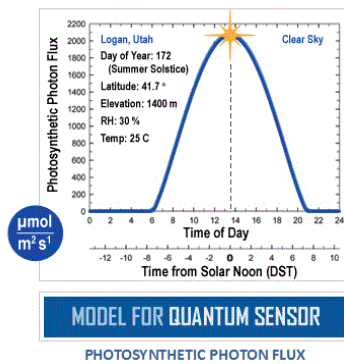 Photosynthetic Photon Flux
2200
2000
1800
1600
1400
1200
1000
800
600
400
200
0
Logan, Utah
Day of Year: 172
(Summer Solstice)
Latitude: 41.7 °
Elevation: 1400 m
RH: 30 %
Temp: 25 C
Clear Sky
0 2 4 6 8 10 12 14 16 18 20 22 24
Time of Day
-12 -10 -8 -6 -4 -2 0 2 4 6 8 10
Time from Solar Noon (DST)
µmol
m² s¹
MODEL FOR QUANTUM SENSOR
PHOTOSYNTHETIC PHOTON FLUX